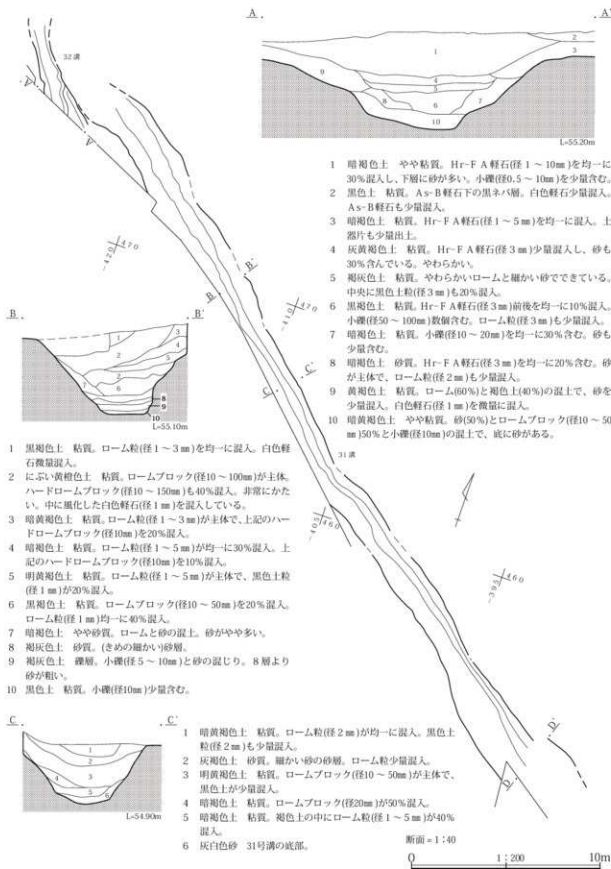 A
A'
1
2
3
4
5
6
7
8
9
10
L=55.20m
32溝
1 暗褐色土 やや粘質。Hr-FA軽石(径1～10㎜)を均一に
30%混入し、下層に砂が多い。小礫(径0.5～10㎜)を少量含む。
2 黒色土 粘質。As-B軽石下の黒ネバ層。白色軽石少量混入。
As-B軽石も少量混入。
3 暗褐色土 粘質。Hr-FA軽石(径1～5㎜)を均一に混入。土
器片も少量出土。
4 灰黄褐色土 粘質。Hr-FA軽石(径3㎜)少量混入し、砂も
30%含んでいる。やわらかい。
5 褐灰色土 粘質。やわらかいロームと細かい砂でできている。
中央に黒色土粒(径3㎜)も20%混入。
6 黒褐色土 粘質。Hr-FA軽石(径3㎜)前後を均一に10%混入。
小礫(径50～100㎜)数個含む。ローム粒(径3㎜)も少量混入。
7 暗褐色土 粘質。小礫(径10～20㎜)を均一に30%含む。砂も
少量含む。
8 暗褐色土 砂質。Hr-FA軽石(径3㎜)を均一に20%含む。砂
が主体で、ローム粒(径2㎜)も少量混入。
9 黄褐色土 粘質。ローム(60%)と褐色土(40%)の混土で、砂を
少量混入。白色軽石(径1㎜)を微量に混入。
10 暗黄褐色土 やや粘質。砂(50%)とロームブロック(径10～50
㎜)50%と小礫(径10㎜)の混土で、底に砂がある。
A'
A
-420
470
B'
B
-410
470
C'
C
31溝
-405
460
-395
460
D'
D
B
B'
1
2
3
4
5
2
6
7
8
9
10
L=55.10m
1 黒褐色土 粘質。ローム粒(径1～3㎜)を均一に混入。白色軽
石微量混入。
2 にぶい黄橙色土 粘質。ロームブロック(径10～100㎜)が主体。
ハードロームブロック(径10～150㎜)も40%混入。非常にかた
い。中に風化した白色軽石(径1㎜)を混入している。
3 暗黄褐色土 粘質。ローム粒(径1～3㎜)が主体で、上記のハー
ドロームブロック(径10㎜)を20%混入。
4 暗褐色土 粘質。ローム粒(径1～5㎜)が均一に30%混入。上
記のハードロームブロック(径10㎜)を10%混入。
5 明黄褐色土 粘質。ローム粒(径1～5㎜)が主体で、黒色土粒
(径1㎜)が20%混入。
6 黒褐色土 粘質。ロームブロック(径10～50㎜)を20%混入。
ローム粒(径1㎜)均一に40%混入。
7 暗褐色土 やや砂質。ロームと砂の混土。砂がやや多い。
8 褐灰色土 砂質。(きめの細かい)砂層。
9 褐灰色土 礫層。小礫(径5～10㎜)と砂の混じり。8層より
砂が粗い。
10 黒色土 粘質。小礫(径10㎜)少量含む。
C
C'
1
2
3
4
5
6
L=54.90m
1 暗黄褐色土 粘質。ローム粒(径2㎜)が均一に混入。黒色土
粒(径2㎜)も少量混入。
2 灰褐色土 砂質。細かい砂の砂層。ローム粒少量混入。
3 明黄褐色土 粘質。ロームブロック(径10～50㎜)が主体で、
黒色土が少量混入。
4 暗褐色土 粘質。ロームブロック(径20㎜)が50%混入。
5 暗褐色土 粘質。褐色土の中にローム粒(径1～5㎜)が40%
混入。
6 灰白色砂 31号溝の底部。
断面=1:40
0
1:200
10m